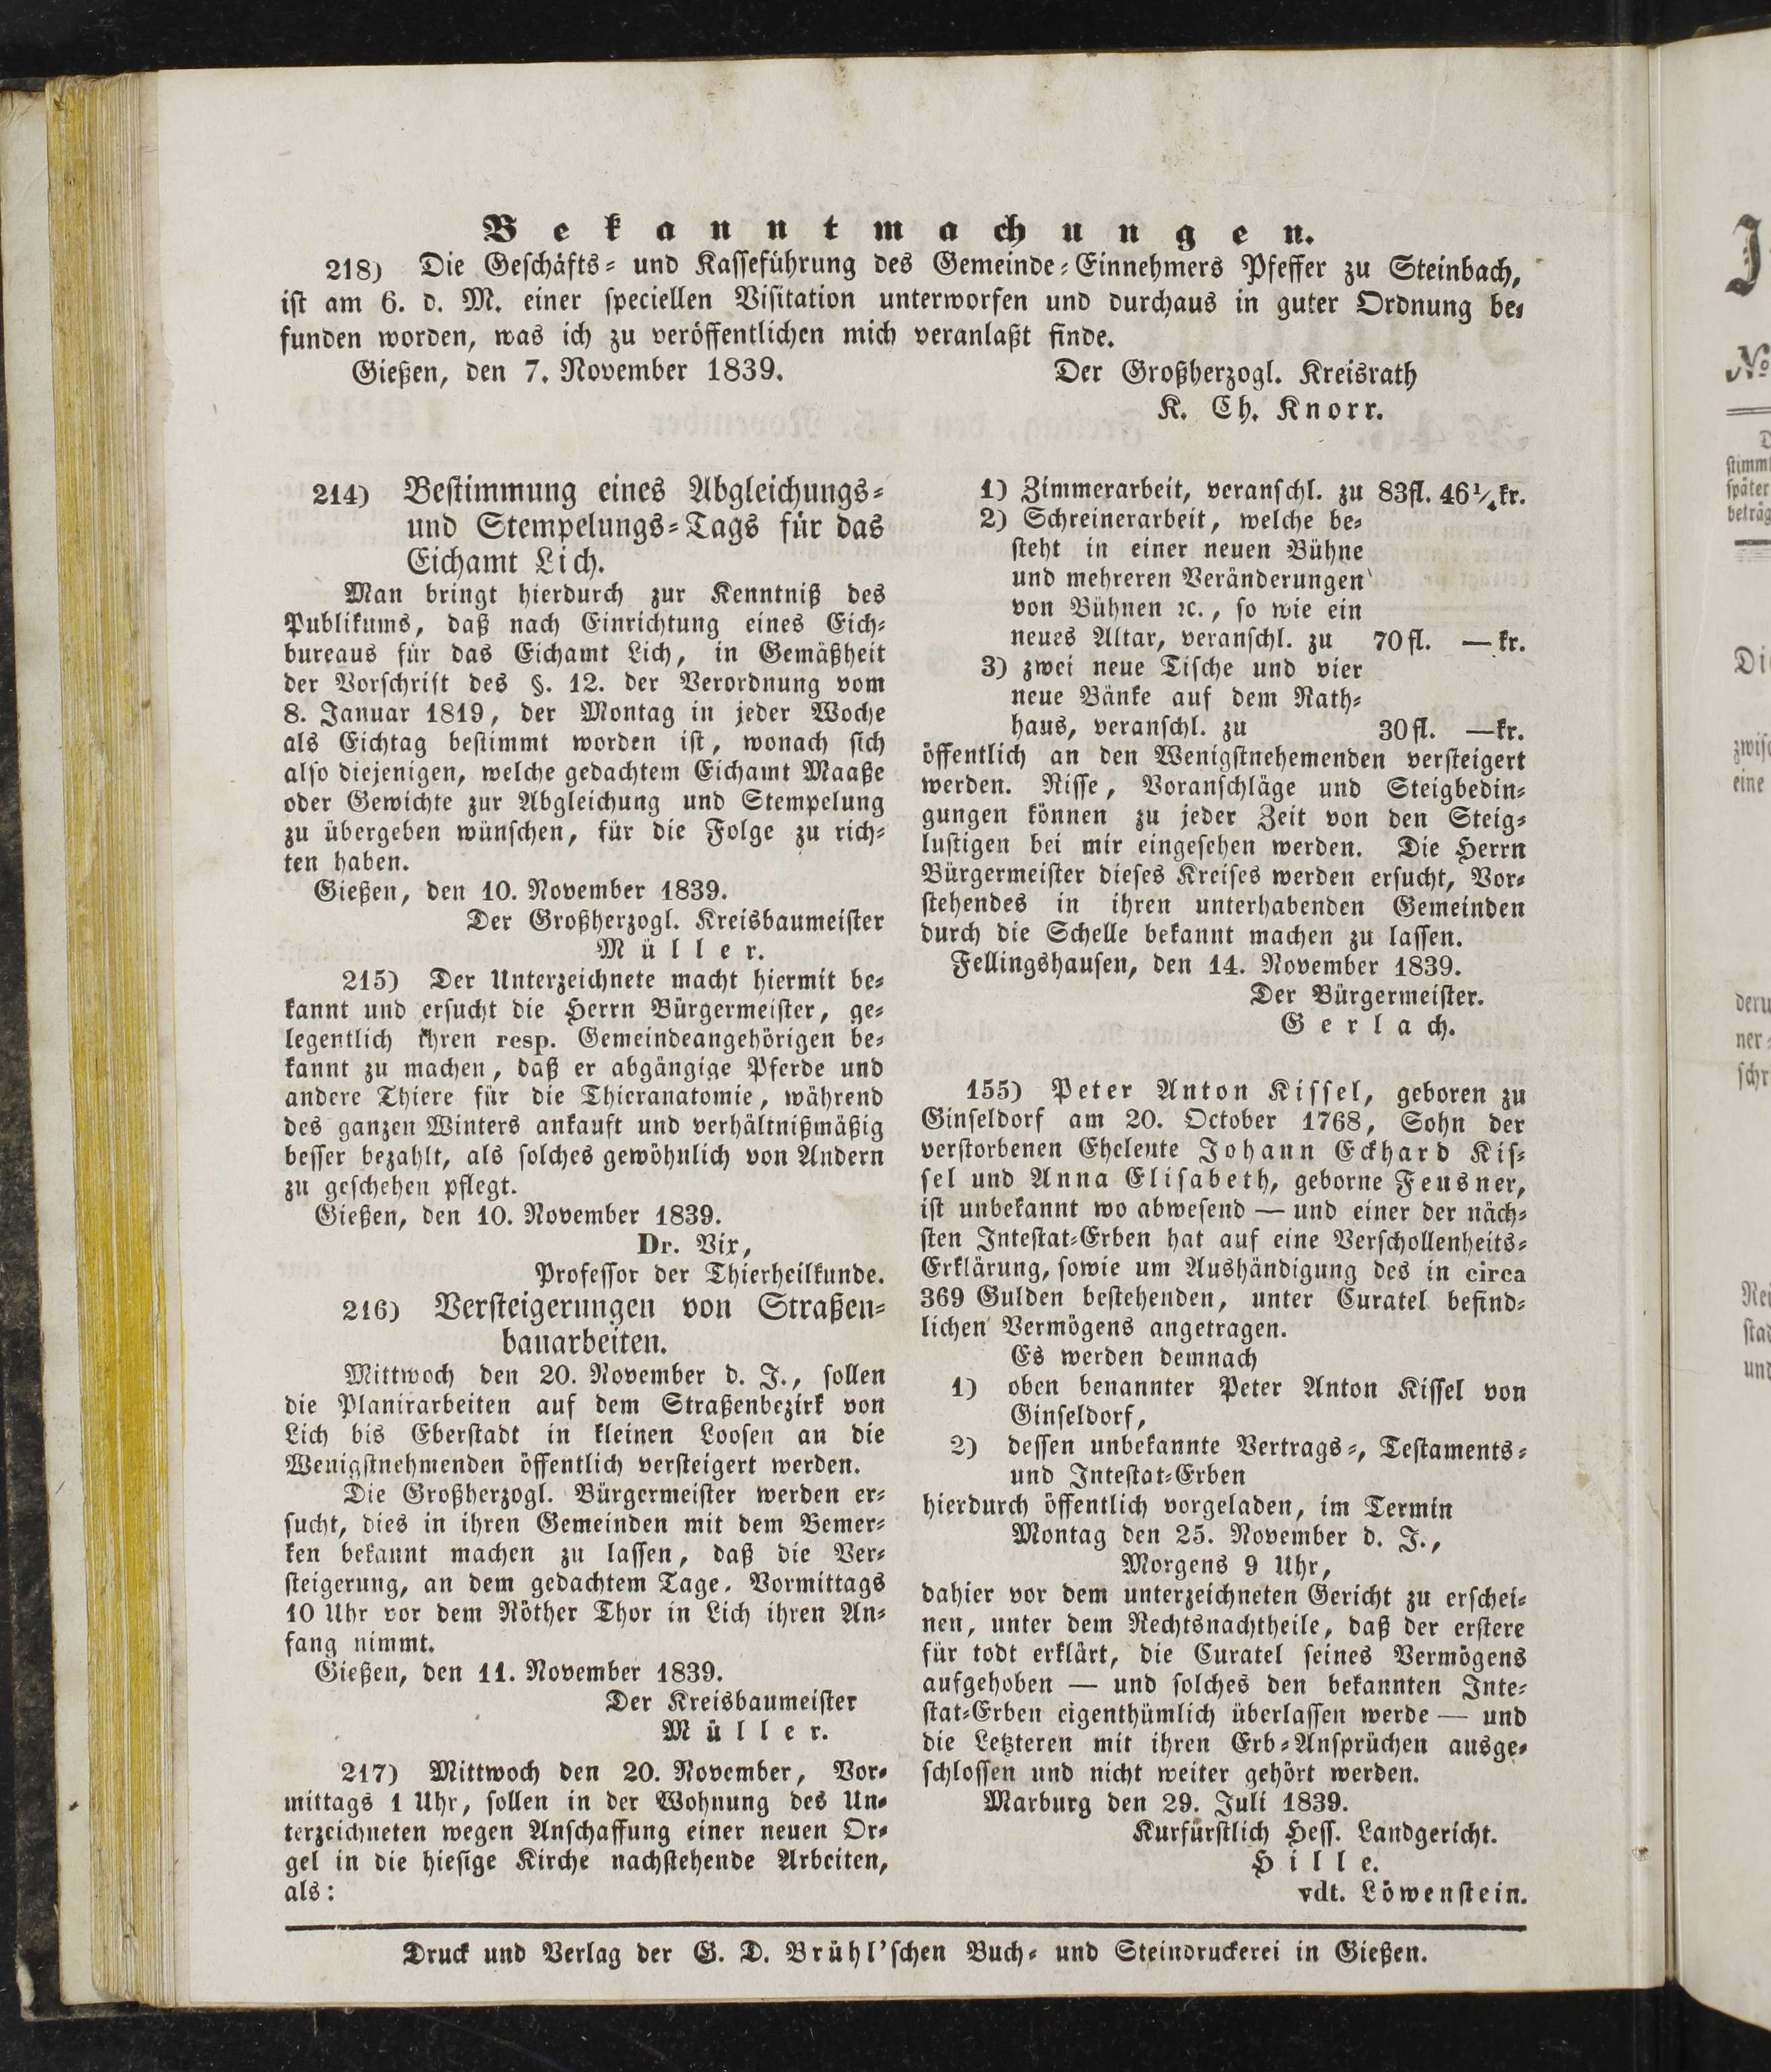 Bekanntmachungen.
218) Die Geschäfts- und Kasseführung des Gemeinde-Einnehmers Pfeffer zu Steinbach,
ist am 6. d. M. einer speciellen Visitation unterworfen und durchaus in guter Ordnung be-
funden worden, was ich zu veröffentlichen mich veranlaßt finde.
Gießen, den 7. November 1839. Der Großherzogl. Kreisrath
K. Ch. Knorr.
214) Bestimmung eines Abgleichungs-
und Stempelungs-Tags für das
Eichamt Lich.
Man bringt hierdurch zur Kenntniß des
Publikums, daß nach Einrichtung eines Eich-
bureaus für das Eichamt Lich, in Gemäßheit
der Vorschrift des §. 12. der Verordnung vom
8. Januar 1819, der Montag in jeder Woche
als Eichtag bestimmt worden ist, wonach sich
also diejenigen, welche gedachtem Eichamt Maaße
oder Gewichte zur Abgleichung und Stempelung
zu übergeben wünschen, für die Folge zu rich-
ten haben.
Gießen, den 10. November 1839.
Der Großherzogl. Kreisbaumeister
Müller.
215) Der Unterzeichnete macht hiermit be-
kannt und ersucht die Herrn Bürgermeister, ge-
legentlich ihren resp. Gemeindeangehörigen be-
kannt zu machen, daß er abgängige Pferde und
andere Thiere für die Thieranatomie, während
des ganzen Winters ankauft und verhältnißmäßig
besser bezahlt, als solches gewöhnlich von Andern
zu geschehen pflegt.
Gießen, den 10. November 1839.
Dr. Vix,
Professor der Thierheilkunde.
216) Versteigerungen von Straßen-
bauarbeiten.
Mittwoch den 20. November d. J., sollen
die Planirarbeiten auf dem Straßenbezirk von
Lich bis Eberstadt in kleinen Loosen an die
Wenigstnehmenden öffentlich versteigert werden.
Die Großherzogl. Bürgermeister werden er-
sucht, dies in ihren Gemeinden mit dem Bemer-
ken bekannt machen zu lassen, daß die Ver-
steigerung, an dem gedachtem Tage, Vormittags
10 Uhr vor dem Röther Thor in Lich ihren An-
fang nimmt.
Gießen, den 11. November 1839.
Der Kreisbaumeister
Müller.
217) Mittwoch den 20. November, Vor-
mittags 1 Uhr, sollen in der Wohnung des Un-
terzeichneten wegen Anschaffung einer neuen Or-
gel in die hiesige Kirche nachstehende Arbeiten,
als:
1) Zimmerarbeit, veranschl. zu 83fl. 46¼kr.
2) Schreinerarbeit, welche be-
steht in einer neuen Bühne
und mehreren Veränderungen
von Bühnen ꝛc., so wie ein
neues Altar, veranschl. zu 70fl. —kr.
3) zwei neue Tische und vier
neue Bänke auf dem Rath-
haus, veranschl. zu 30fl. —kr.
öffentlich an den Wenigstnehemenden versteigert
werden. Risse, Voranschläge und Steigbedin-
gungen können zu jeder Zeit von den Steig-
lustigen bei mir eingesehen werden. Die Herrn
Bürgermeister dieses Kreises werden ersucht, Vor-
stehendes in ihren unterhabenden Gemeinden
durch die Schelle bekannt machen zu lassen.
Fellingshausen, den 14. November 1839.
Der Bürgermeister.
Gerlach.
155) Peter Anton Kissel, geboren zu
Ginseldorf am 20. October 1768, Sohn der
verstorbenen Eheleute Johann Eckhard Kis-
sel und Anna Elisabeth, geborne Feusner,
ist unbekannt wo abwesend — und einer der näch-
sten Intestat-Erben hat auf eine Verschollenheits-
Erklärung, sowie um Aushändigung des in circa
369 Gulden bestehenden, unter Curatel befind-
lichen Vermögens angetragen.
Es werden demnach
1) oben benannter Peter Anton Kissel von
Ginseldorf,
2) dessen unbekannte Vertrags-, Testaments-
und Intestat-Erben
hierdurch öffentlich vorgeladen, im Termin
Montag den 25. November d. J.,
Morgens 9 Uhr,
dahier vor dem unterzeichneten Gericht zu erschei-
nen, unter dem Rechtsnachtheile, daß der erstere
für todt erklärt, die Curatel seines Vermögens
aufgehoben — und solches den bekannten Inte-
stat-Erben eigenthümlich überlassen werde — und
die Letzteren mit ihren Erb-Ansprüchen ausge-
schlossen und nicht weiter gehört werden.
Marburg den 29. Juli 1839.
Kurfürstlich Hess. Landgericht.
Hille.
vdt. Löwenstein.
Druck und Verlag der G. D. Brühl'schen Buch- und Steindruckerei in Gießen.